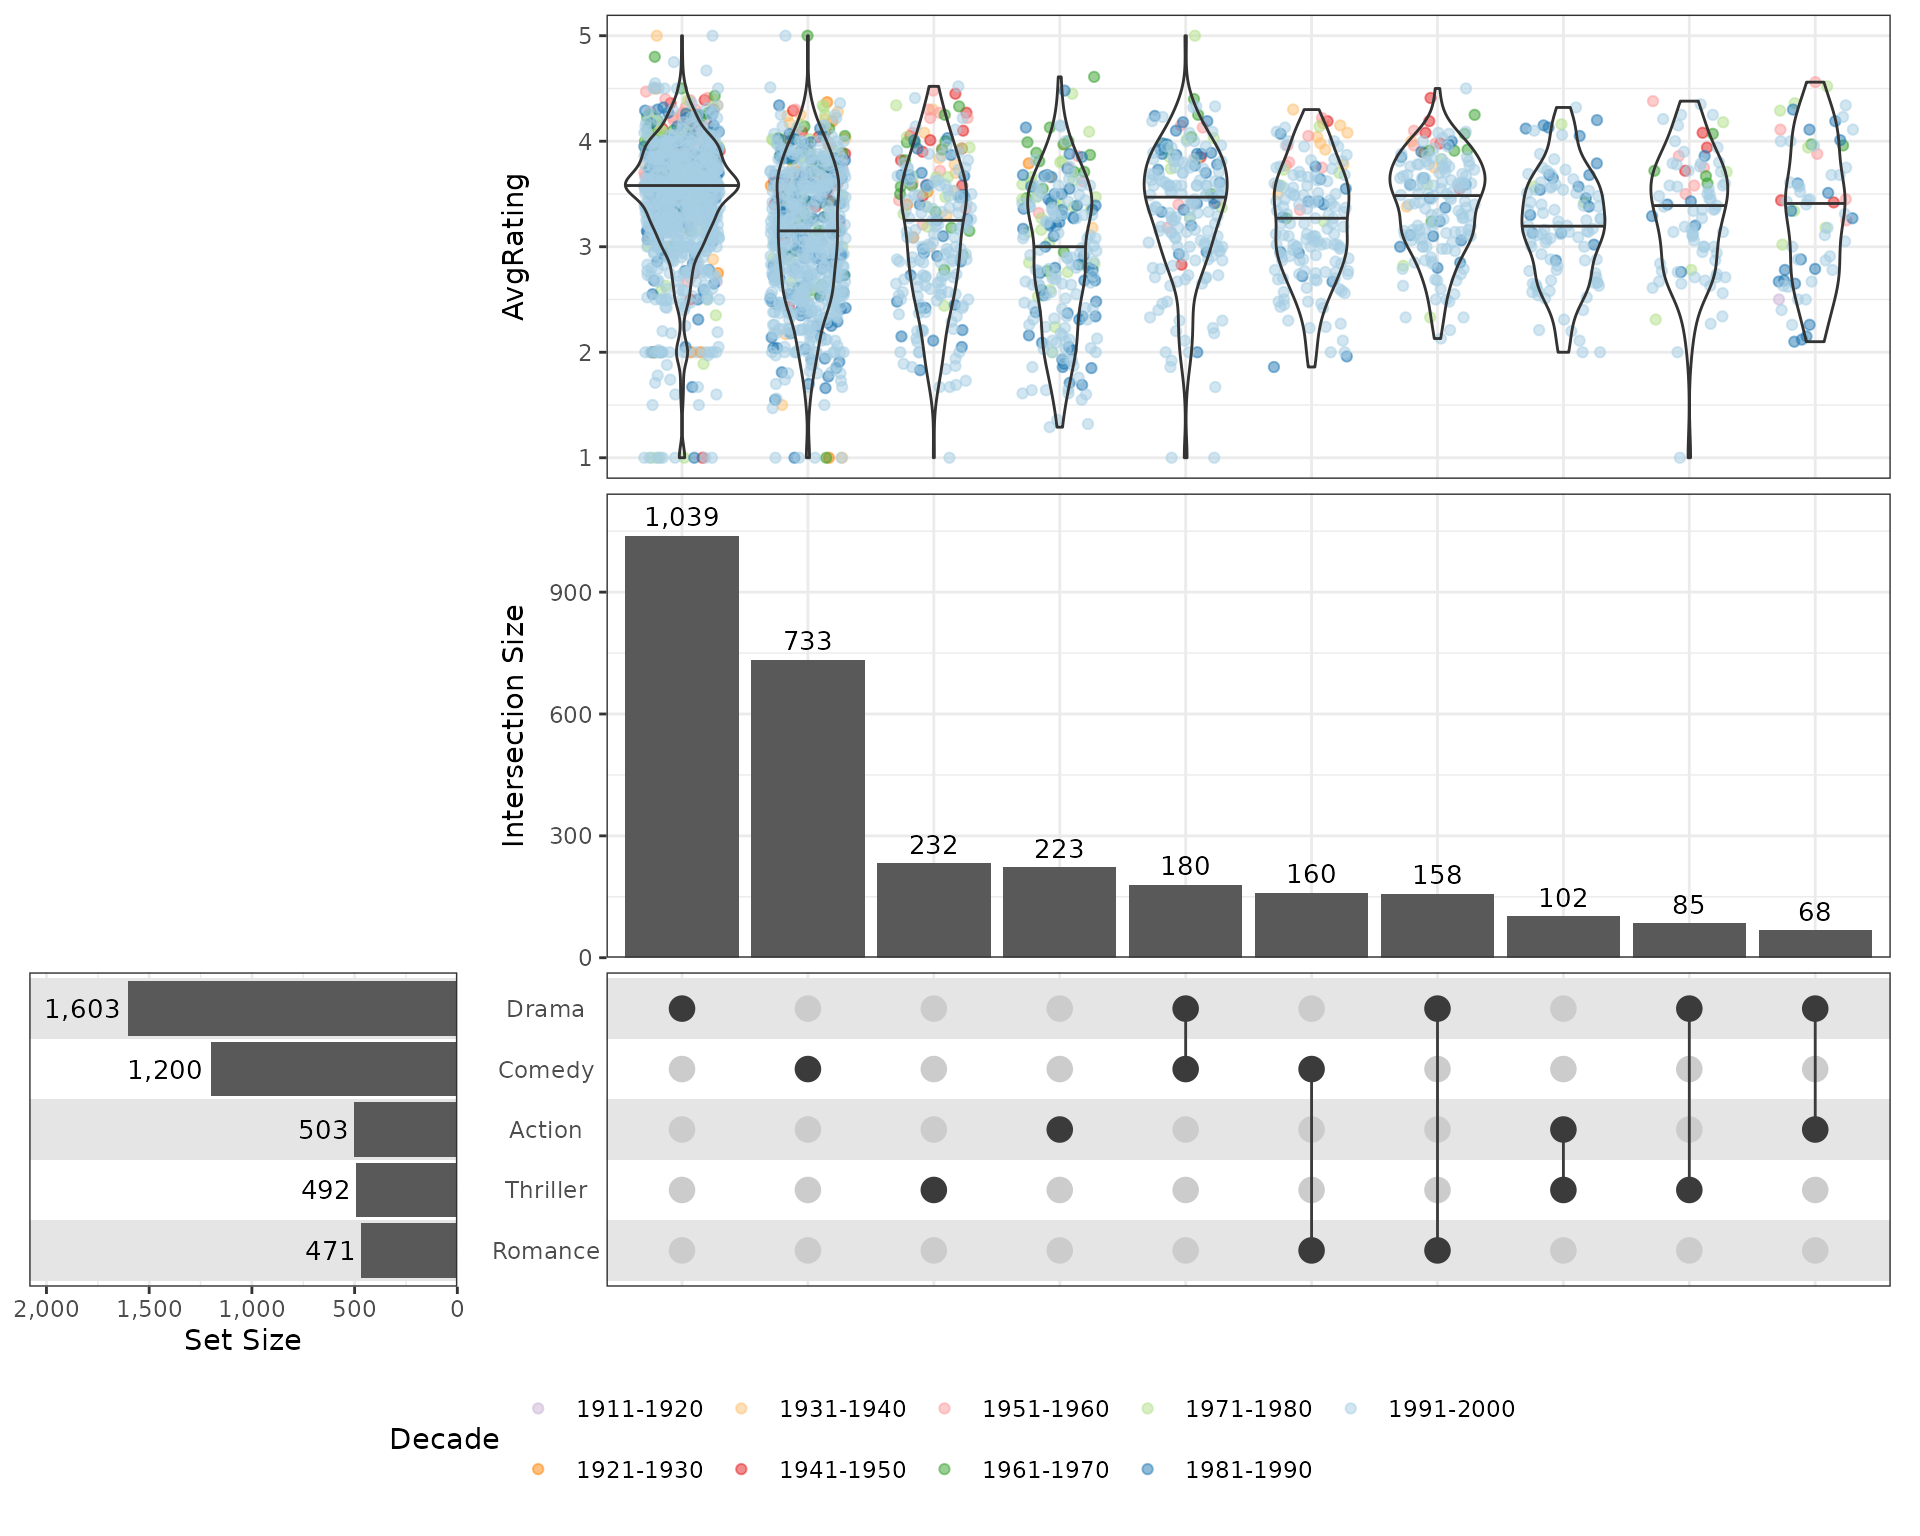 5
4
3
2
1
AvgRating
1,039
733
232
223
180
160
158
102
85
68
900
600
300
0
Intersection Size
1,603
1,200
503
492
471
Drama
Comedy
Action
Thriller
Romance
2,000 1,500 1,000 500 0
Set Size
Decade
1911-1920 1931-1940 1951-1960 1971-1980 1991-2000
1921-1930 1941-1950 1961-1970 1981-1990